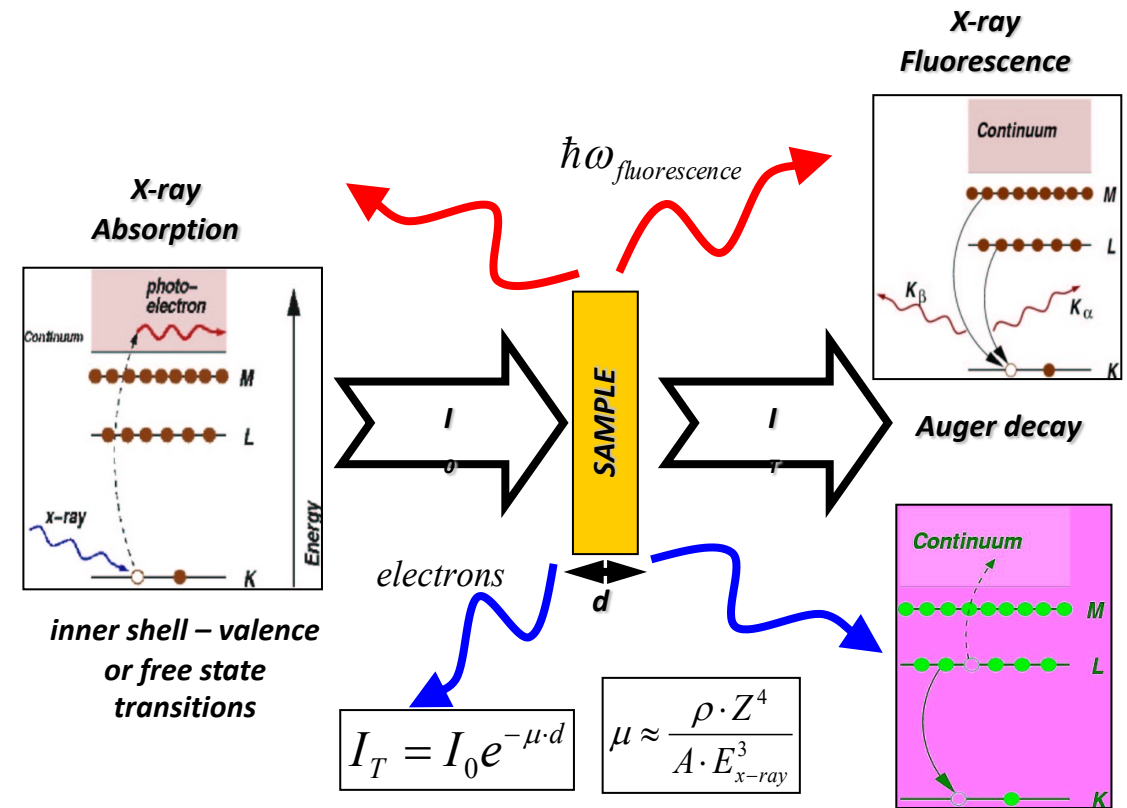 X-ray
Fluorescence
Continuum
M
L
Kβ
Kα
K
ℏω_fluorescence
X-ray
Absorption
photo–
electron
Continuum
M
L
x–ray
K
Energy
I
0
SAMPLE
I
T
Auger decay
Continuum
M
L
K
electrons
d
inner shell – valence
or free state
transitions
I_T = I_0 e^{-μ·d}
μ ≈ ρ·Z^4 / A·E^3_{x-ray}